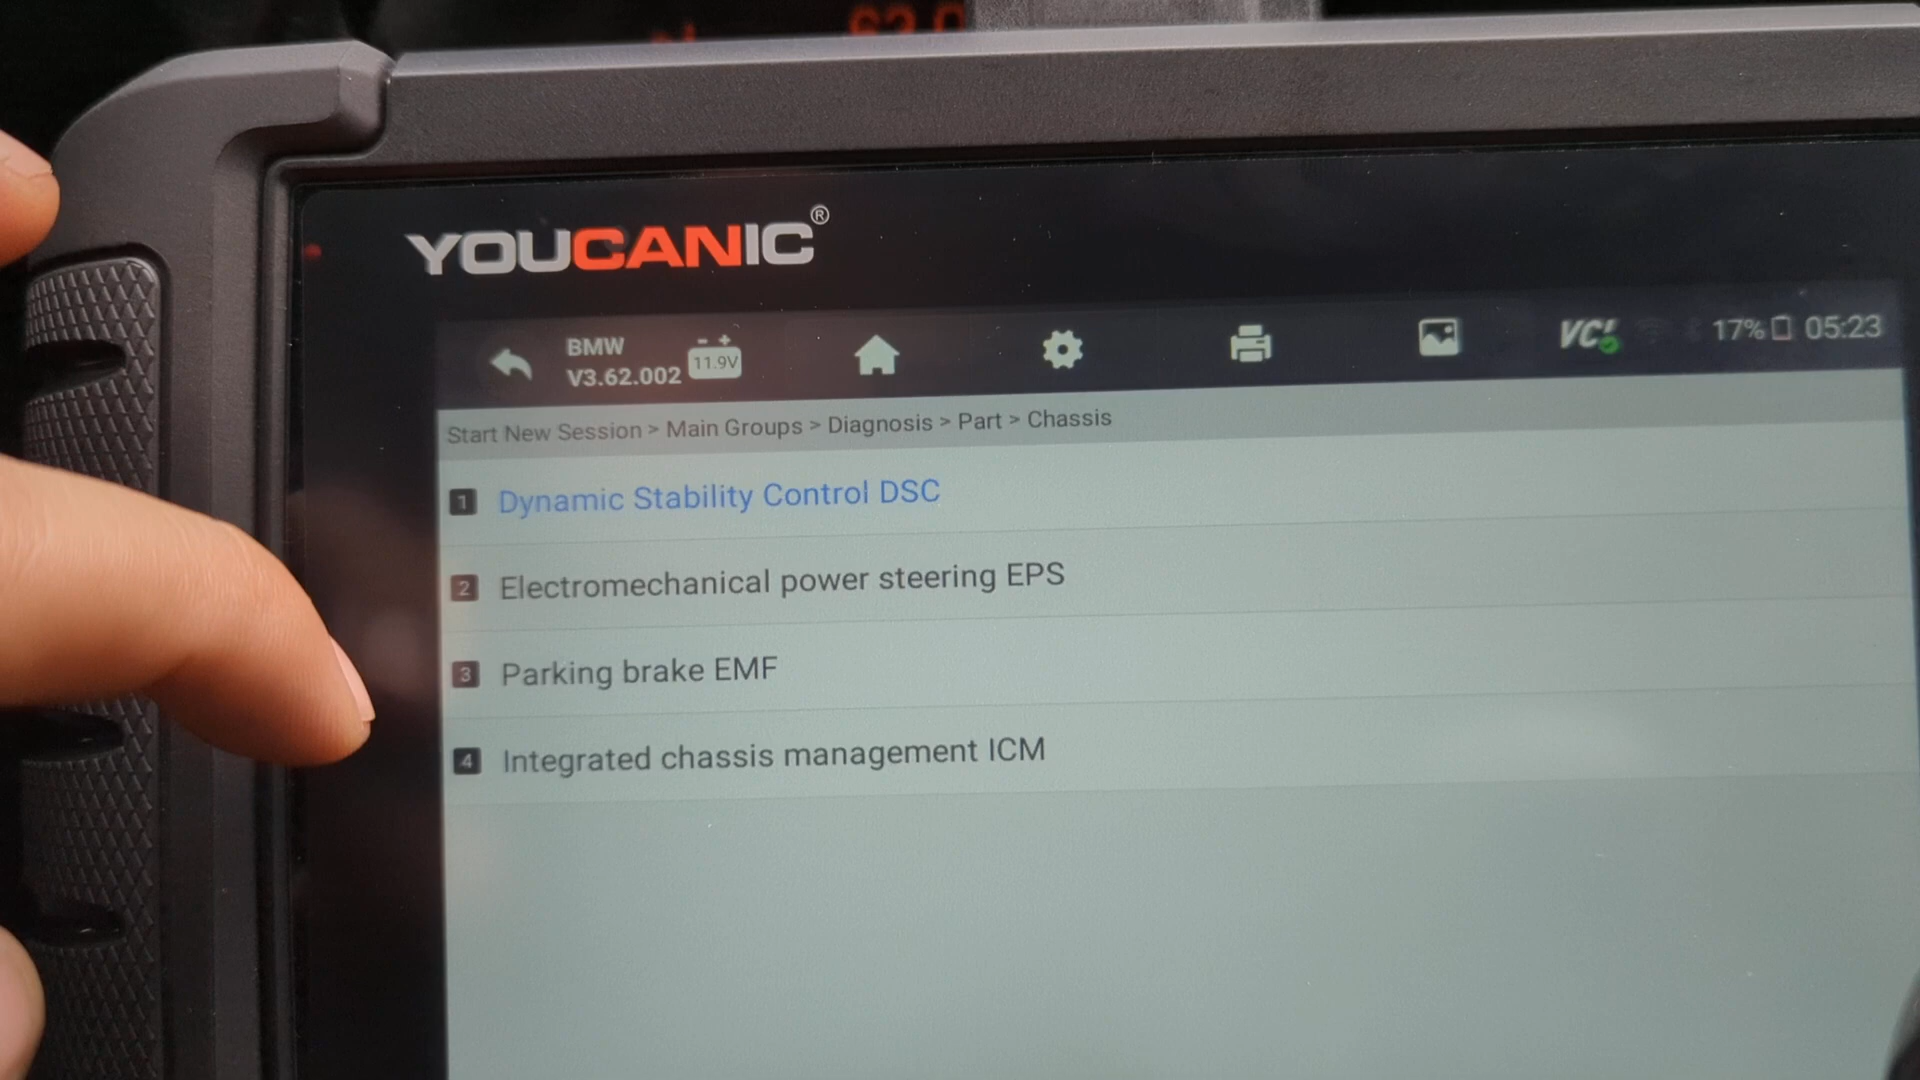 YOUCANIC®
BMW
V3.62.002
- +
11.9V
VCI
17%
05:23
Start New Session > Main Groups > Diagnosis > Part > Chassis
1 Dynamic Stability Control DSC
2 Electromechanical power steering EPS
3 Parking brake EMF
4 Integrated chassis management ICM